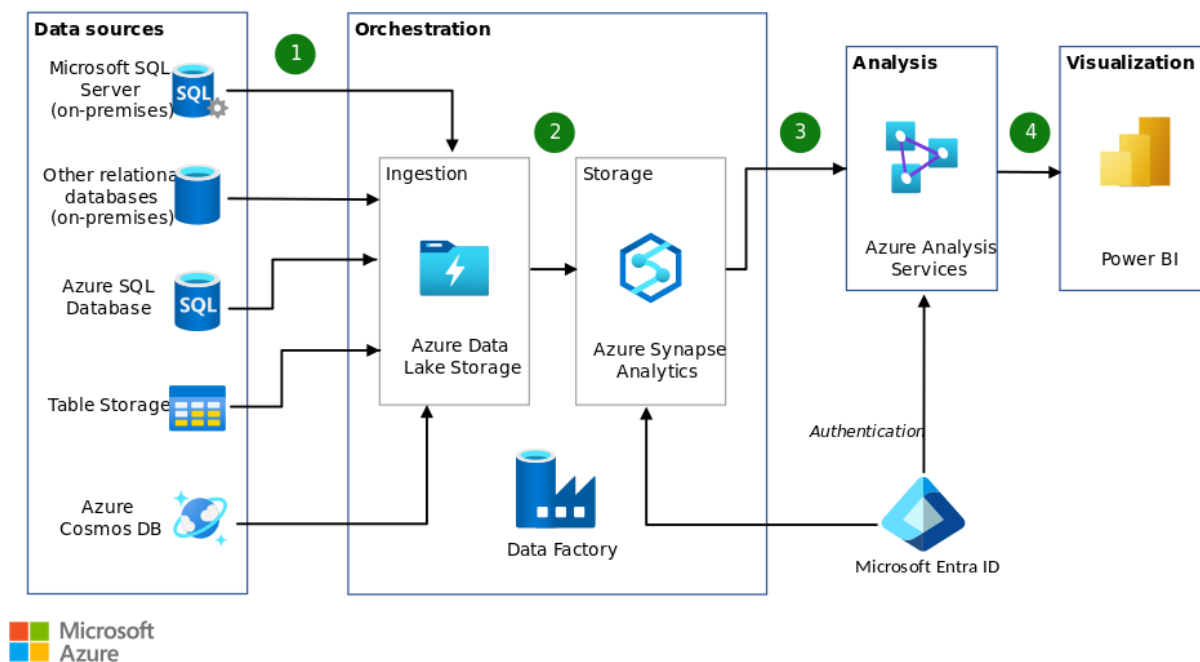 Data sources
Microsoft SQL
Server
(on-premises)
SQL
Other relationa
databases
(on-premises)
Azure SQL
Database
SQL
Table Storage
Azure
Cosmos DB
1
Orchestration
2
Ingestion
Azure Data
Lake Storage
Storage
Azure Synapse
Analytics
Data Factory
3
Analysis
Azure Analysis
Services
4
Visualization
Power BI
Authentication
Microsoft Entra ID
Microsoft
Azure